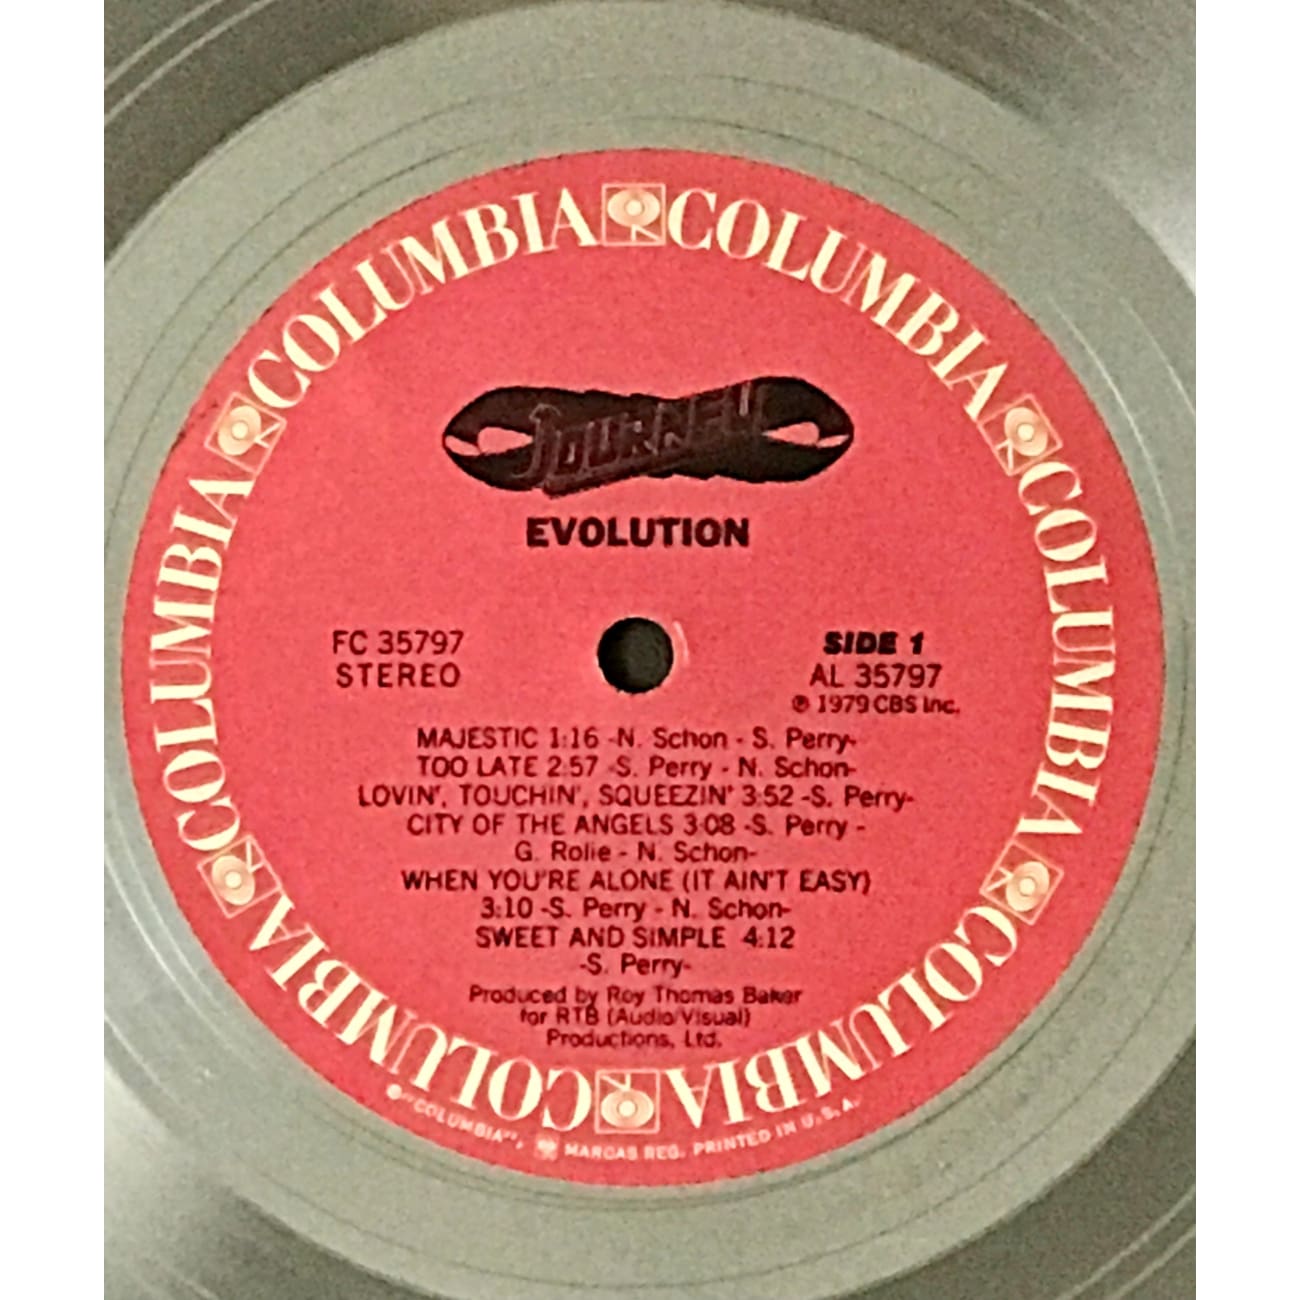 COLUMBIA COLUMBIA COLUMBIA COLUMBIA COLUMBIA COLUMBIA
JOURNEY
EVOLUTION
FC 35797
STEREO
SIDE 1
AL 35797
℗ 1979 CBS Inc.
MAJESTIC 1:16 -N. Schon - S. Perry-
TOO LATE 2:57 -S. Perry - N. Schon-
LOVIN', TOUCHIN', SQUEEZIN' 3:52 -S. Perry-
CITY OF THE ANGELS 3:08 -S. Perry -
G. Rolie - N. Schon-
WHEN YOU'RE ALONE (IT AIN'T EASY)
3:10 -S. Perry - N. Schon-
SWEET AND SIMPLE 4:12
-S. Perry-
Produced by Roy Thomas Baker
for RTB (Audio/Visual)
Productions, Ltd.
® "COLUMBIA", MARCAS REG. PRINTED IN U.S.A.